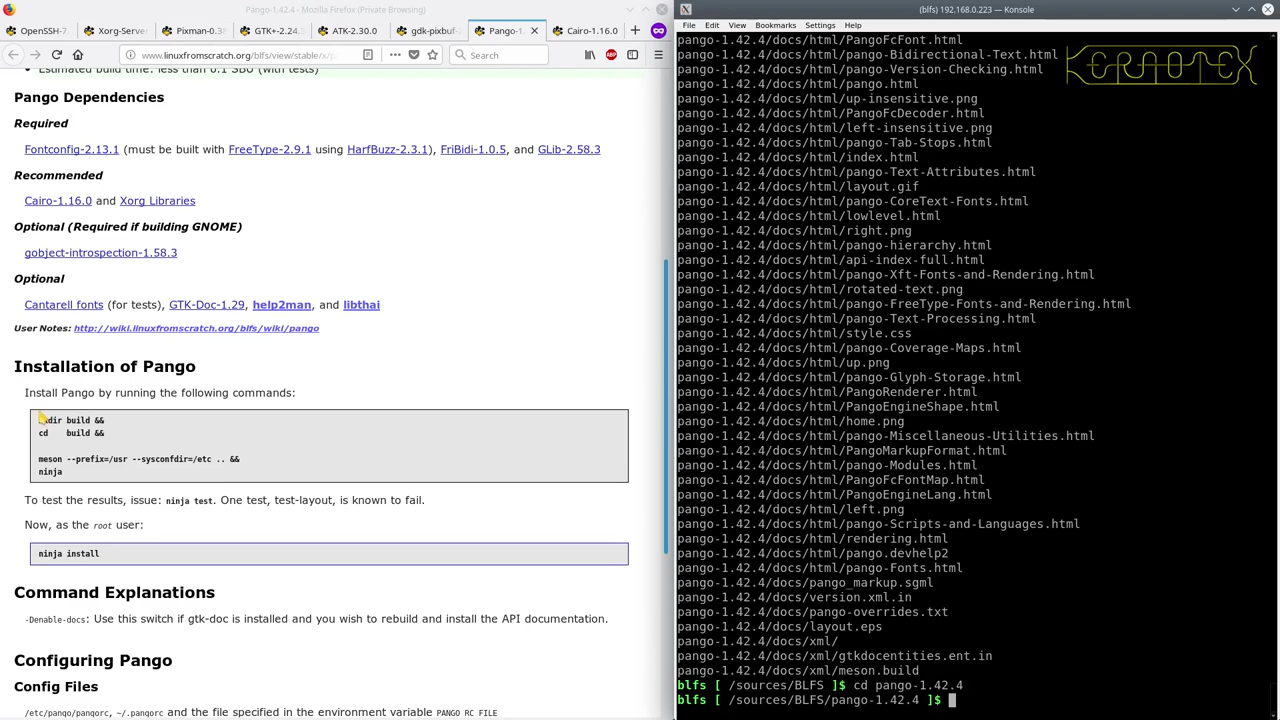 Pango-1.42.4 - Mozilla Firefox (Private Browsing)
OpenSSH-7
Xorg-Server
Pixman-0.38
GTK+-2.24.
ATK-2.30.0
gdk-pixbuf-
Pango-1.
Cairo-1.16.0
www.linuxfromscratch.org/blfs/view/stable/x/p
Search
Estimated build time: less than 0.1 SBU (with tests)
Pango Dependencies
Required
Fontconfig-2.13.1 (must be built with FreeType-2.9.1 using HarfBuzz-2.3.1), FriBidi-1.0.5, and GLib-2.58.3
Recommended
Cairo-1.16.0 and Xorg Libraries
Optional (Required if building GNOME)
gobject-introspection-1.58.3
Optional
Cantarell fonts (for tests), GTK-Doc-1.29, help2man, and libthai
User Notes: http://wiki.linuxfromscratch.org/blfs/wiki/pango
Installation of Pango
Install Pango by running the following commands:
mkdir build &&
cd build &&
meson --prefix=/usr --sysconfdir=/etc .. &&
ninja
To test the results, issue: ninja test. One test, test-layout, is known to fail.
Now, as the root user:
ninja install
Command Explanations
-Denable-docs: Use this switch if gtk-doc is installed and you wish to rebuild and install the API documentation.
Configuring Pango
Config Files
/etc/pango/pangorc, ~/.pangorc and the file specified in the environment variable PANGO RC FILE
(blfs) 192.168.0.223 — Konsole
File Edit View Bookmarks Settings Help
KERAOTEX
pango-1.42.4/docs/html/PangoFcFont.html
pango-1.42.4/docs/html/pango-Bidirectional-Text.html
pango-1.42.4/docs/html/pango-Version-Checking.html
pango-1.42.4/docs/html/pango.html
pango-1.42.4/docs/html/up-insensitive.png
pango-1.42.4/docs/html/PangoFcDecoder.html
pango-1.42.4/docs/html/left-insensitive.png
pango-1.42.4/docs/html/pango-Tab-Stops.html
pango-1.42.4/docs/html/index.html
pango-1.42.4/docs/html/pango-Text-Attributes.html
pango-1.42.4/docs/html/layout.gif
pango-1.42.4/docs/html/pango-CoreText-Fonts.html
pango-1.42.4/docs/html/lowlevel.html
pango-1.42.4/docs/html/right.png
pango-1.42.4/docs/html/pango-hierarchy.html
pango-1.42.4/docs/html/api-index-full.html
pango-1.42.4/docs/html/pango-Xft-Fonts-and-Rendering.html
pango-1.42.4/docs/html/rotated-text.png
pango-1.42.4/docs/html/pango-FreeType-Fonts-and-Rendering.html
pango-1.42.4/docs/html/pango-Text-Processing.html
pango-1.42.4/docs/html/style.css
pango-1.42.4/docs/html/pango-Coverage-Maps.html
pango-1.42.4/docs/html/up.png
pango-1.42.4/docs/html/pango-Glyph-Storage.html
pango-1.42.4/docs/html/PangoRenderer.html
pango-1.42.4/docs/html/PangoEngineShape.html
pango-1.42.4/docs/html/home.png
pango-1.42.4/docs/html/pango-Miscellaneous-Utilities.html
pango-1.42.4/docs/html/PangoMarkupFormat.html
pango-1.42.4/docs/html/pango-Modules.html
pango-1.42.4/docs/html/PangoFcFontMap.html
pango-1.42.4/docs/html/PangoEngineLang.html
pango-1.42.4/docs/html/left.png
pango-1.42.4/docs/html/pango-Scripts-and-Languages.html
pango-1.42.4/docs/html/rendering.html
pango-1.42.4/docs/html/pango.devhelp2
pango-1.42.4/docs/html/pango-Fonts.html
pango-1.42.4/docs/pango_markup.sgml
pango-1.42.4/docs/version.xml.in
pango-1.42.4/docs/pango-overrides.txt
pango-1.42.4/docs/layout.eps
pango-1.42.4/docs/xml/
pango-1.42.4/docs/xml/gtkdocentities.ent.in
pango-1.42.4/docs/xml/meson.build
blfs [ /sources/BLFS ]$ cd pango-1.42.4
blfs [ /sources/BLFS/pango-1.42.4 ]$